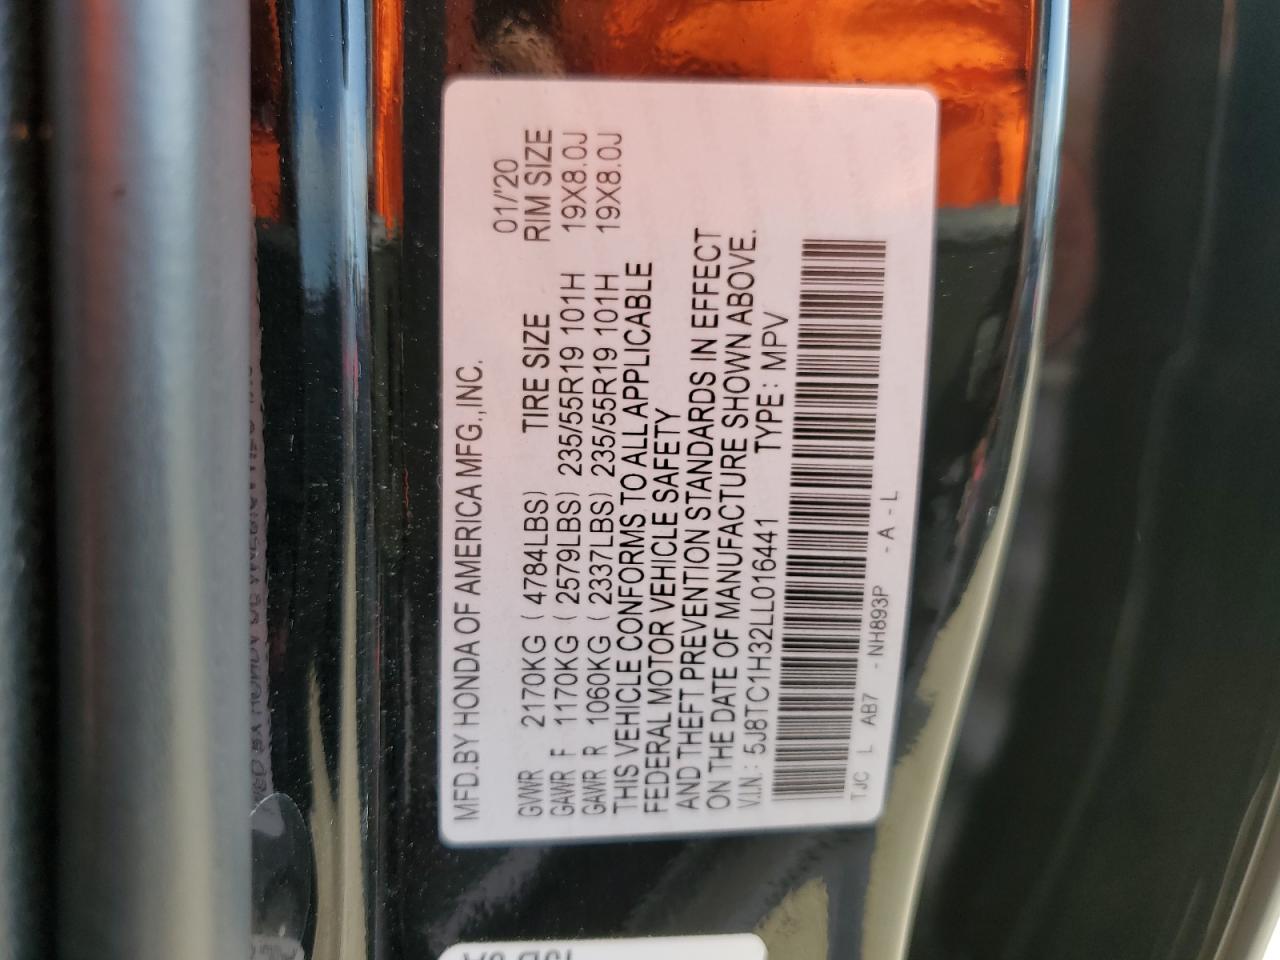 MFD.BY HONDA OF AMERICA MFG.,INC. 01/'20
GVWR 2170KG ( 4784LBS) TIRE SIZE RIM SIZE
GAWR F 1170KG ( 2579LBS) 235/55R19 101H 19X8.0J
GAWR R 1060KG ( 2337LBS) 235/55R19 101H 19X8.0J
THIS VEHICLE CONFORMS TO ALL APPLICABLE
FEDERAL MOTOR VEHICLE SAFETY
AND THEFT PREVENTION STANDARDS IN EFFECT
ON THE DATE OF MANUFACTURE SHOWN ABOVE.
V.I.N.: 5J8TC1H32LL016441 TYPE: MPV
TJC L AB7 - NH893P - A - L